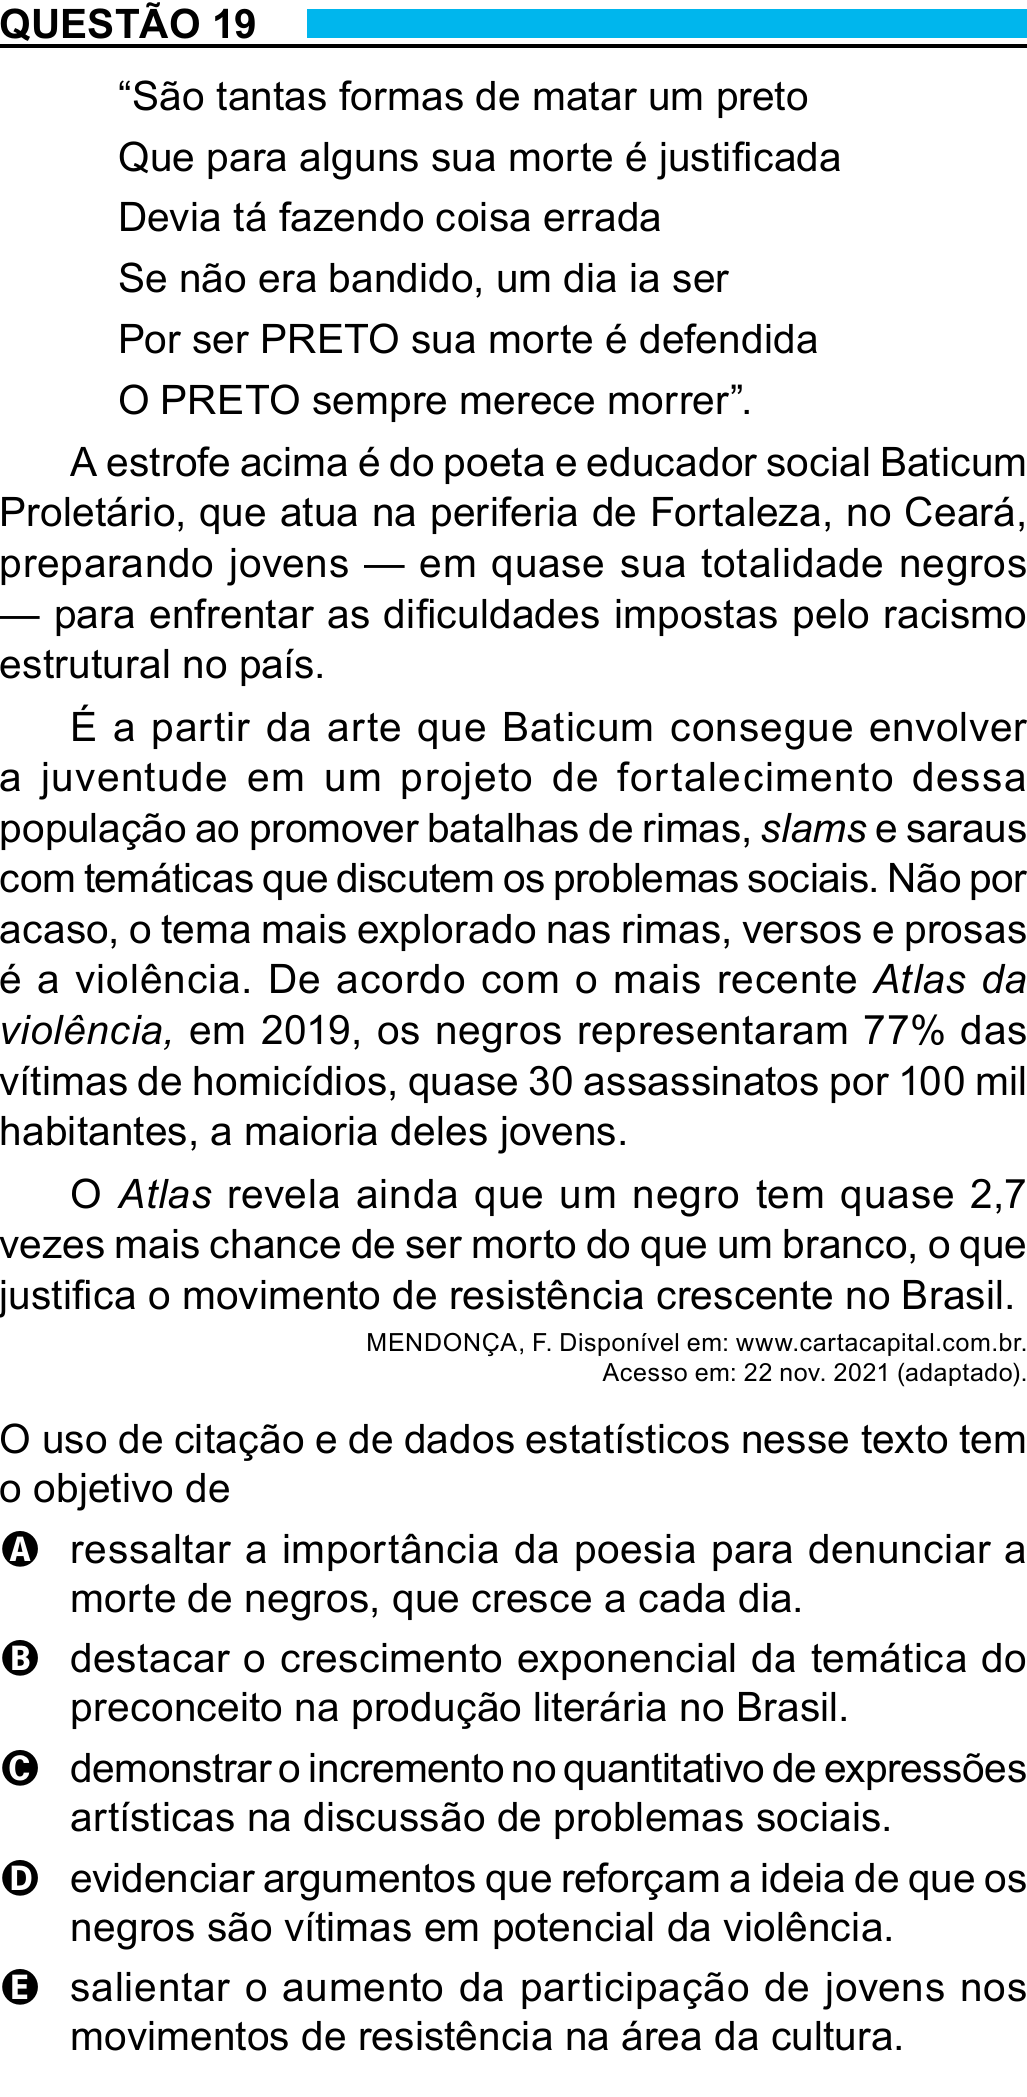 QUESTÃO 19
“São tantas formas de matar um preto
Que para alguns sua morte é justificada
Devia tá fazendo coisa errada
Se não era bandido, um dia ia ser
Por ser PRETO sua morte é defendida
O PRETO sempre merece morrer”.
A estrofe acima é do poeta e educador social Baticum
Proletário, que atua na periferia de Fortaleza, no Ceará,
preparando jovens — em quase sua totalidade negros
— para enfrentar as dificuldades impostas pelo racismo
estrutural no país.
É a partir da arte que Baticum consegue envolver
a juventude em um projeto de fortalecimento dessa
população ao promover batalhas de rimas, slams e saraus
com temáticas que discutem os problemas sociais. Não por
acaso, o tema mais explorado nas rimas, versos e prosas
é a violência. De acordo com o mais recente Atlas da
violência, em 2019, os negros representaram 77% das
vítimas de homicídios, quase 30 assassinatos por 100 mil
habitantes, a maioria deles jovens.
O Atlas revela ainda que um negro tem quase 2,7
vezes mais chance de ser morto do que um branco, o que
justifica o movimento de resistência crescente no Brasil.
MENDONÇA, F. Disponível em: www.cartacapital.com.br.
Acesso em: 22 nov. 2021 (adaptado).
O uso de citação e de dados estatísticos nesse texto tem
o objetivo de
A ressaltar a importância da poesia para denunciar a
morte de negros, que cresce a cada dia.
B destacar o crescimento exponencial da temática do
preconceito na produção literária no Brasil.
C demonstrar o incremento no quantitativo de expressões
artísticas na discussão de problemas sociais.
D evidenciar argumentos que reforçam a ideia de que os
negros são vítimas em potencial da violência.
E salientar o aumento da participação de jovens nos
movimentos de resistência na área da cultura.